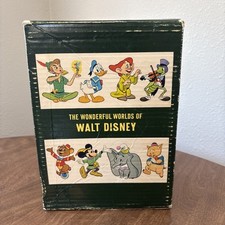 THE WONDERFUL WORLDS OF
WALT DISNEY